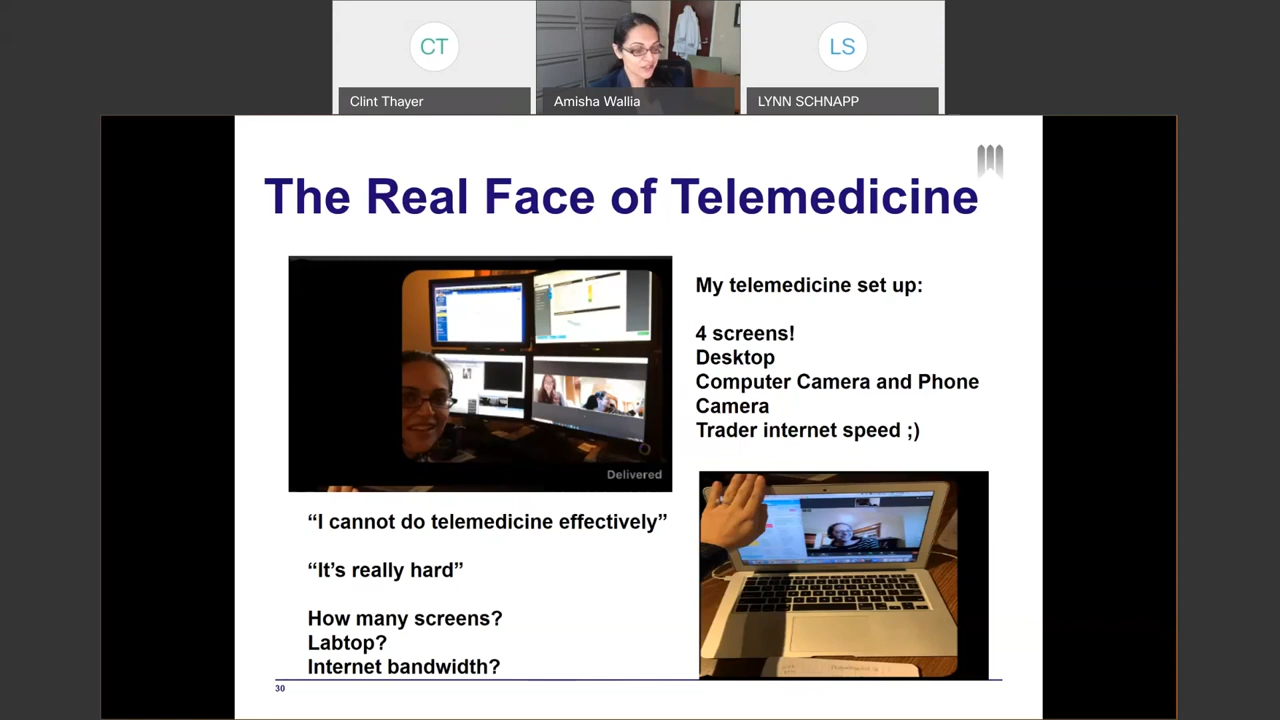 CT
LS
Clint Thayer
Amisha Wallia
LYNN SCHNAPP
The Real Face of Telemedicine
My telemedicine set up:
4 screens!
Desktop
Computer Camera and Phone
Camera
Trader internet speed ;)
Delivered
“I cannot do telemedicine effectively”
“It’s really hard”
How many screens?
Labtop?
Internet bandwidth?
30